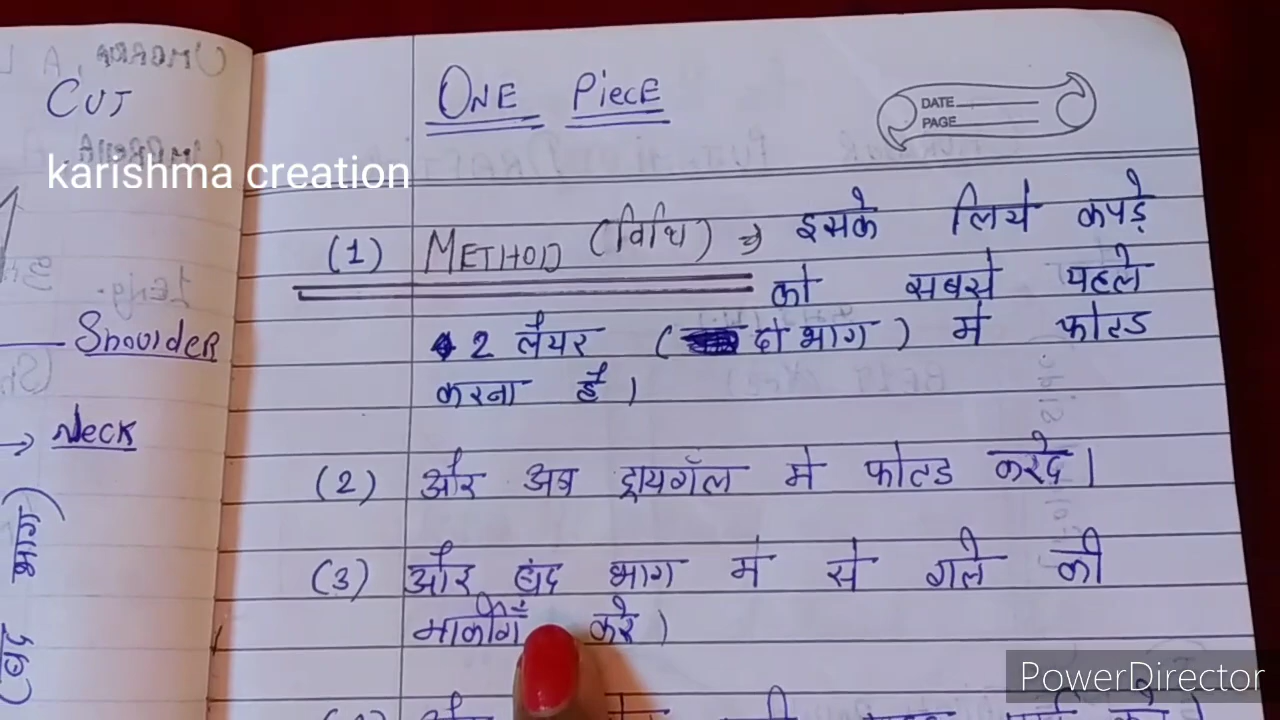 CUT
karishma creation
Shoulder
Neck
(बंद भाग)
ONE PieCE
DATE
PAGE
(1) METHOD (विधि) → इसके लिये कपड़े
को सबसे पहले
2 लैयर (दो भाग) मे फोल्ड
करना है।
(2) और अब ट्रायगॅल मे फोल्ड करदे।
(3) और बंद भाग मे से गले की
मार्कीगं करे।
PowerDirector